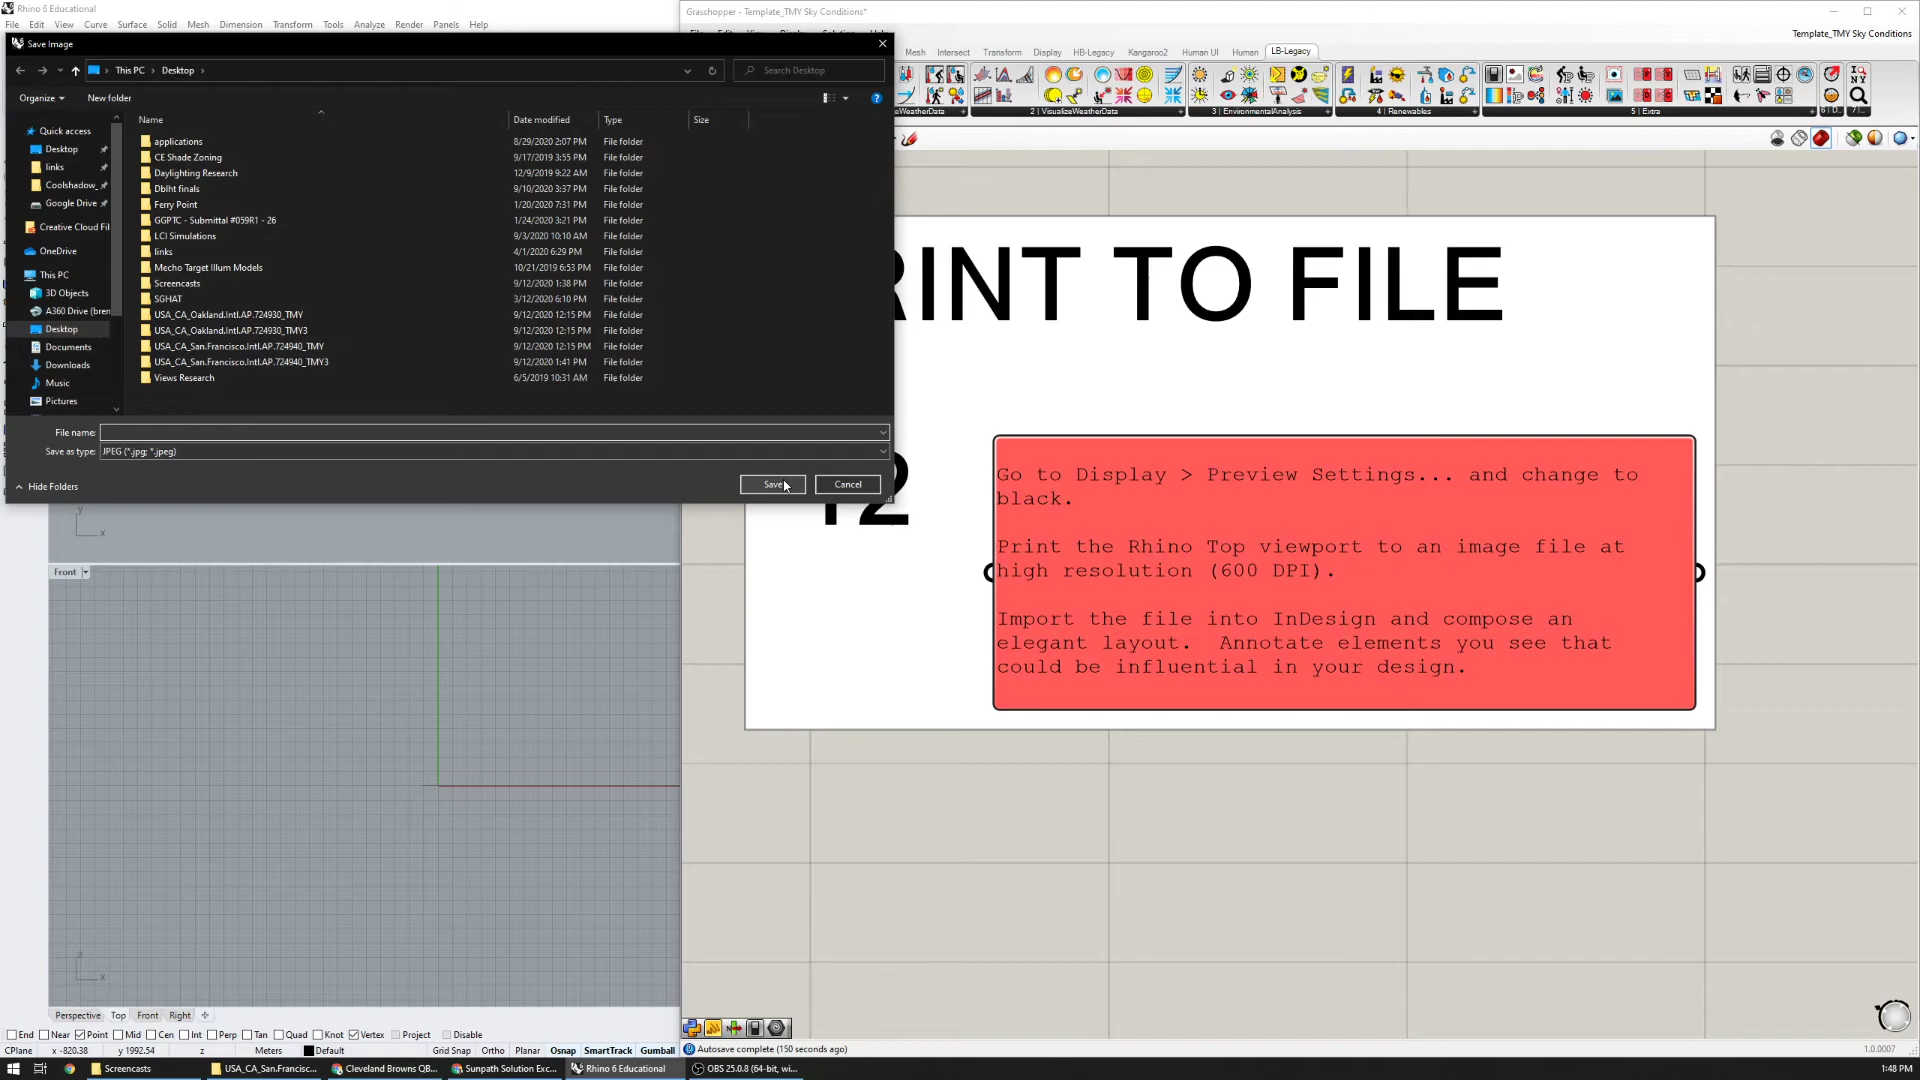 Rhino 6 Educational
File Edit View Curve Surface Solid Mesh Dimension Transform Tools Analyze Render Panels Help
Grasshopper - Template_TMY Sky Conditions*
Template_TMY Sky Conditions
Mesh Intersect Transform Display HB-Legacy Kangaroo2 Human UI Human LB-Legacy
2 | VisualizeWeatherData
3 | EnvironmentalAnalysis
4 | Renewables
5 | Extra
Save Image
This PC > Desktop >
Search Desktop
Organize
New folder
Name Date modified Type Size
applications 8/29/2020 2:07 PM File folder
CE Shade Zoning 9/17/2019 3:55 PM File folder
Daylighting Research 12/9/2019 9:22 AM File folder
Dblht finals 9/10/2020 3:37 PM File folder
Ferry Point 1/20/2020 7:31 PM File folder
GGPTC - Submittal #059R1 - 26 1/24/2020 3:21 PM File folder
LCI Simulations 9/3/2020 10:10 AM File folder
links 4/1/2020 6:29 PM File folder
Mecho Target Illum Models 10/21/2019 6:53 PM File folder
Screencasts 9/12/2020 1:38 PM File folder
SGHAT 3/12/2020 6:10 PM File folder
USA_CA_Oakland.Intl.AP.724930_TMY 9/12/2020 12:15 PM File folder
USA_CA_Oakland.Intl.AP.724930_TMY3 9/12/2020 12:15 PM File folder
USA_CA_San.Francisco.Intl.AP.724940_TMY 9/12/2020 12:15 PM File folder
USA_CA_San.Francisco.Intl.AP.724940_TMY3 9/12/2020 1:41 PM File folder
Views Research 6/5/2019 10:31 AM File folder
Quick access
Desktop
links
Coolshadow_
Google Drive
Creative Cloud Fil
OneDrive
This PC
3D Objects
A360 Drive (bren
Desktop
Documents
Downloads
Music
Pictures
File name:
Save as type: JPEG (*.jpg; *.jpeg)
Hide Folders
Save
Cancel
RINT TO FILE
12
Go to Display > Preview Settings... and change to
black.
Print the Rhino Top viewport to an image file at
high resolution (600 DPI).
Import the file into InDesign and compose an
elegant layout. Annotate elements you see that
could be influential in your design.
y
x
Front
z
x
Perspective Top Front Right
End Near Point Mid Cen Int Perp Tan Quad Knot Vertex Project Disable
CPlane x -820.38 y 1992.54 z Meters Default Grid Snap Ortho Planar Osnap SmartTrack Gumball
Autosave complete (150 seconds ago)
1.0.0007
Screencasts
USA_CA_San.Francisc...
Cleveland Browns QB...
Sunpath Solution Exc...
Rhino 6 Educational
OBS 25.0.8 (64-bit, wi...
1:48 PM